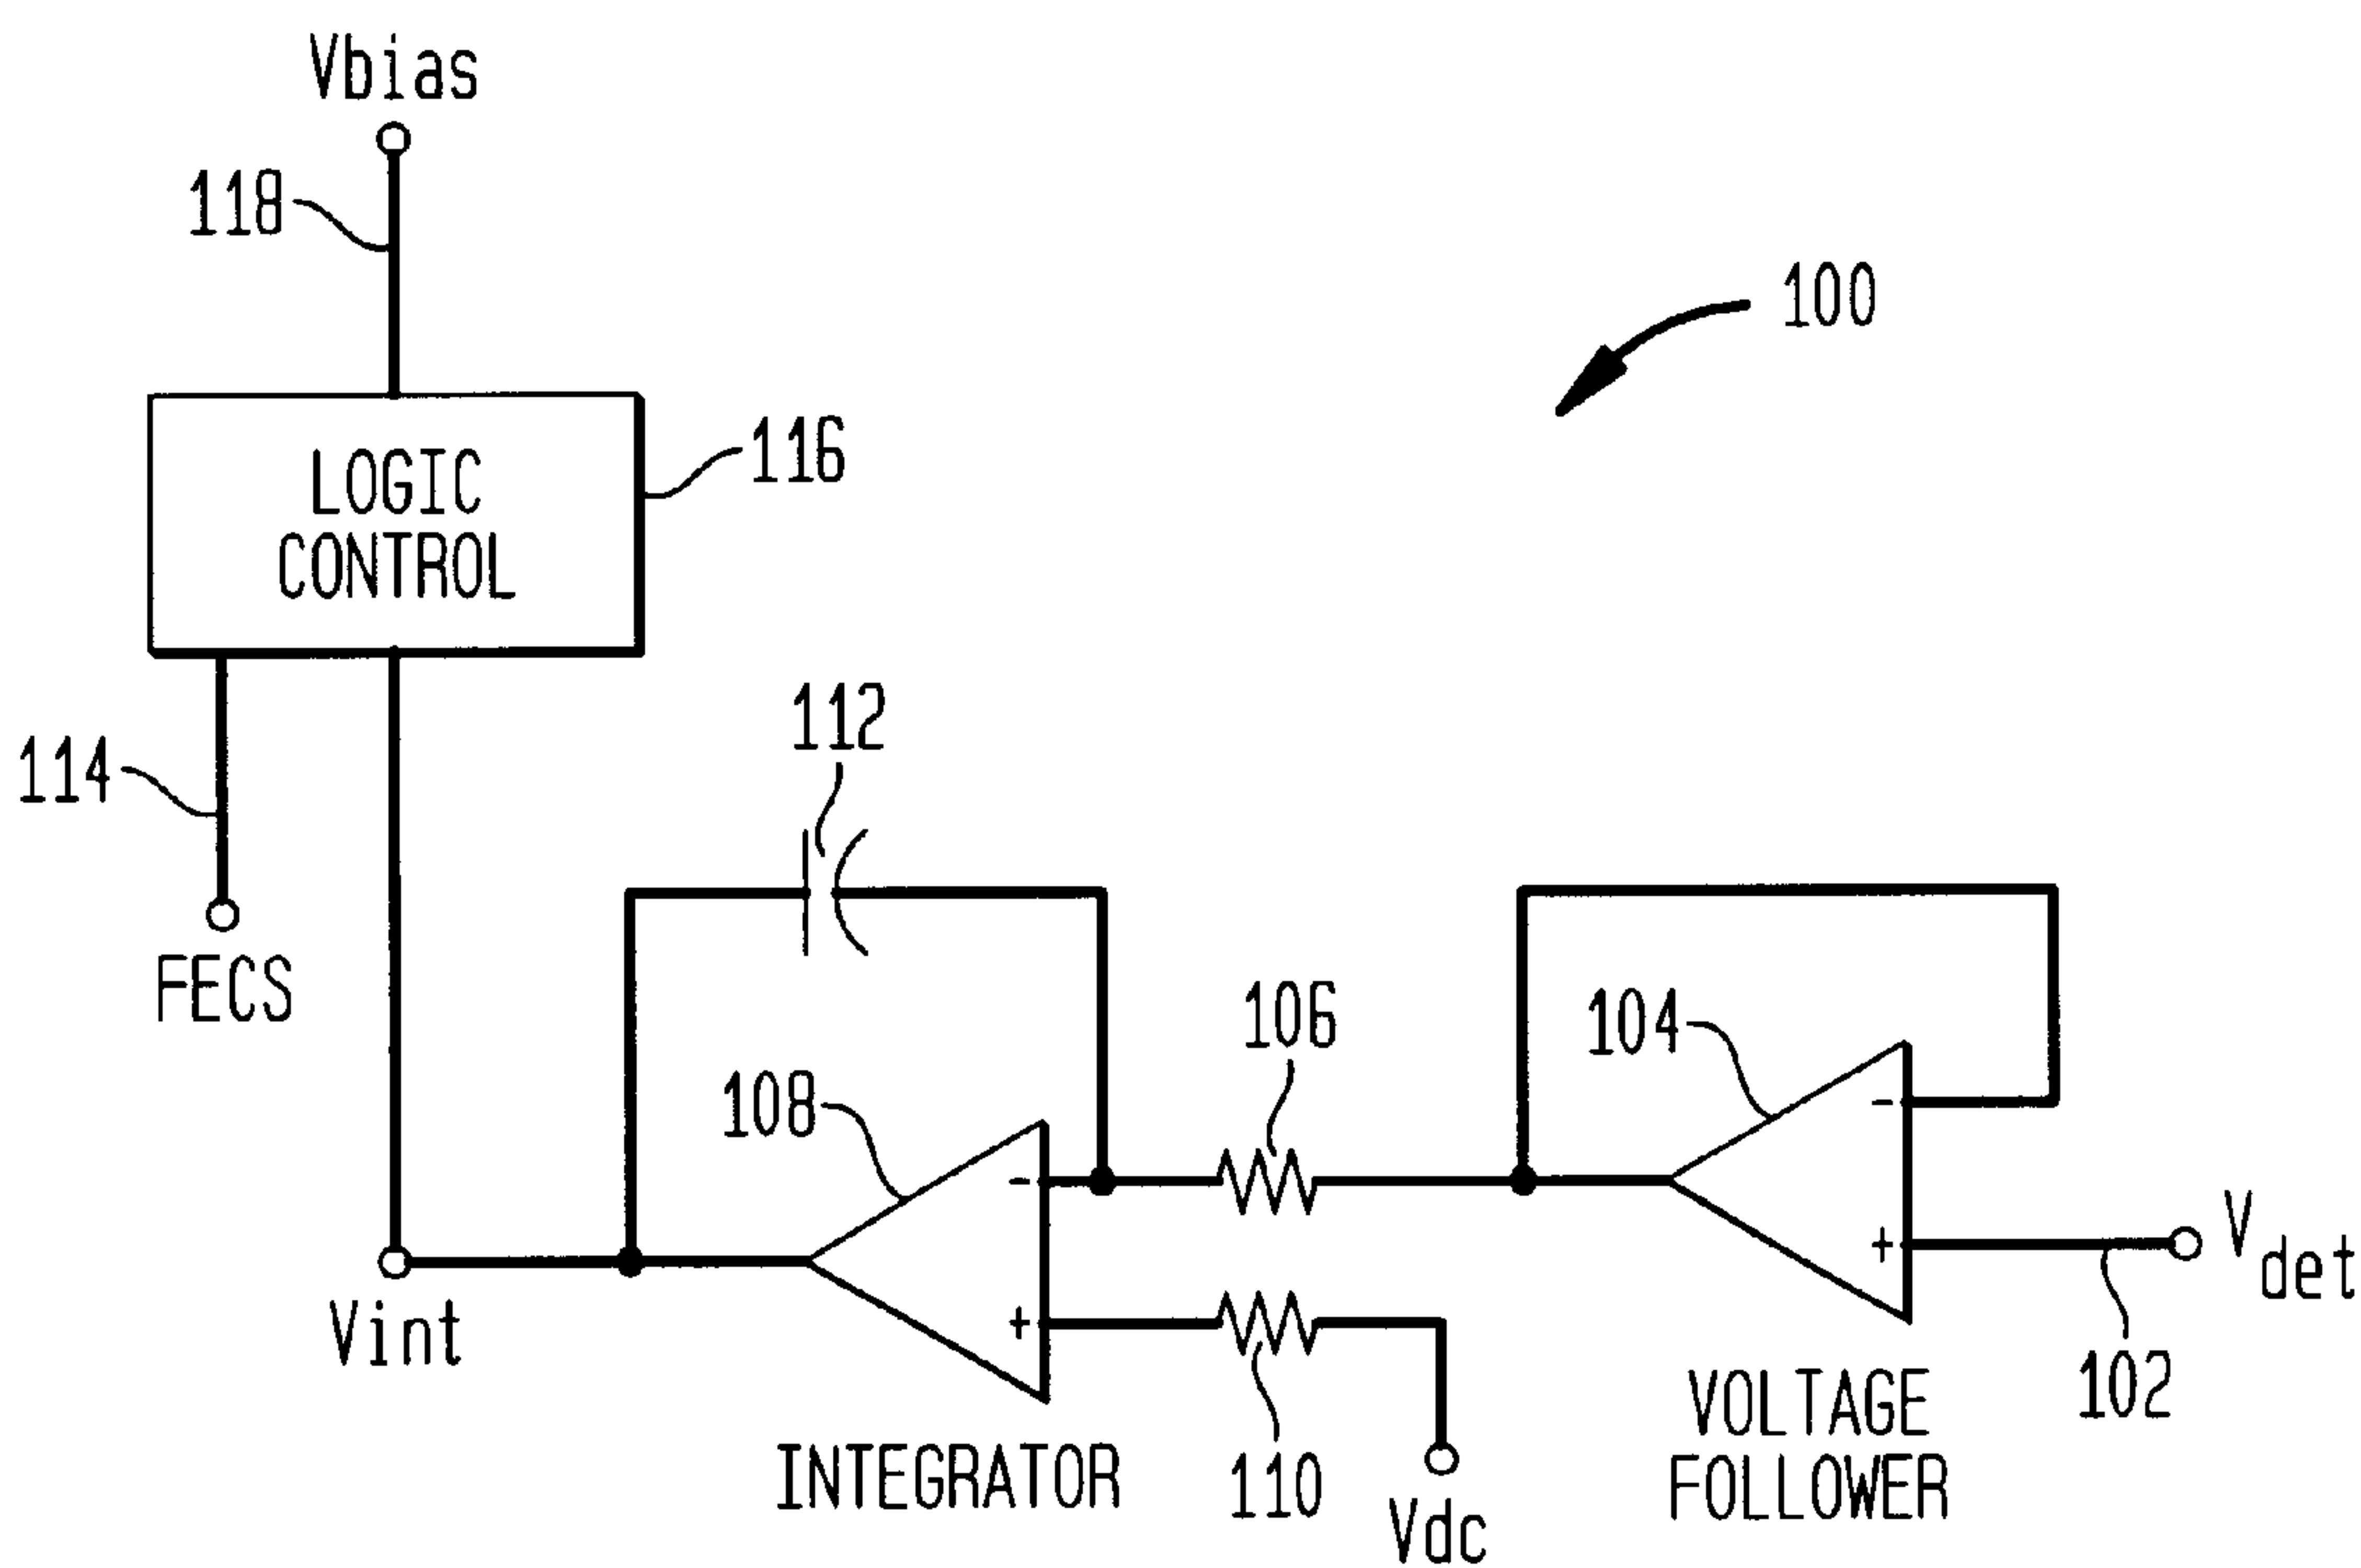 Vbias
118
100
LOGIC
CONTROL
116
112
114
FECS
106
104
108
-
-
+
+
Vdet
Vint
102
INTEGRATOR
110
Vdc
VOLTAGE
FOLLOWER